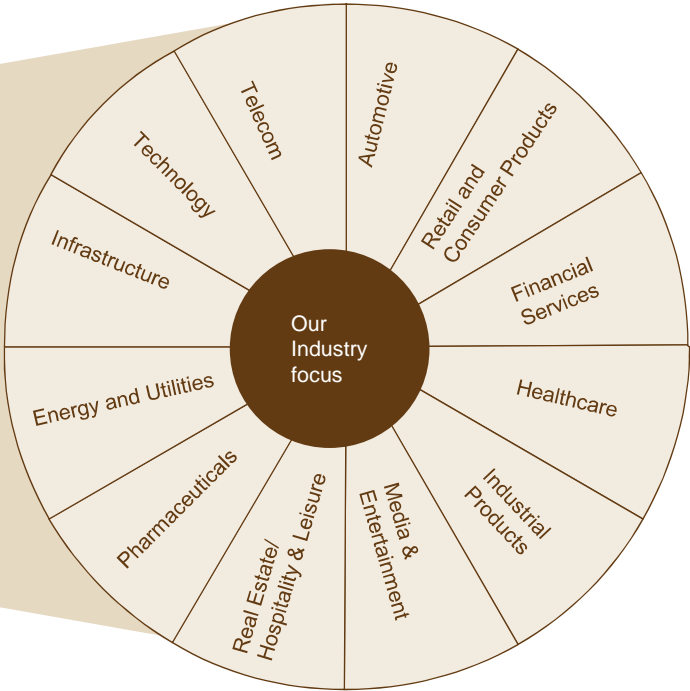 Our
Industry
focus
Automotive
Retail and
Consumer Products
Financial
Services
Healthcare
Industrial
Products
Media &
Entertainment
Real Estate/
Hospitality & Leisure
Pharmaceuticals
Energy and Utilities
Infrastructure
Technology
Telecom